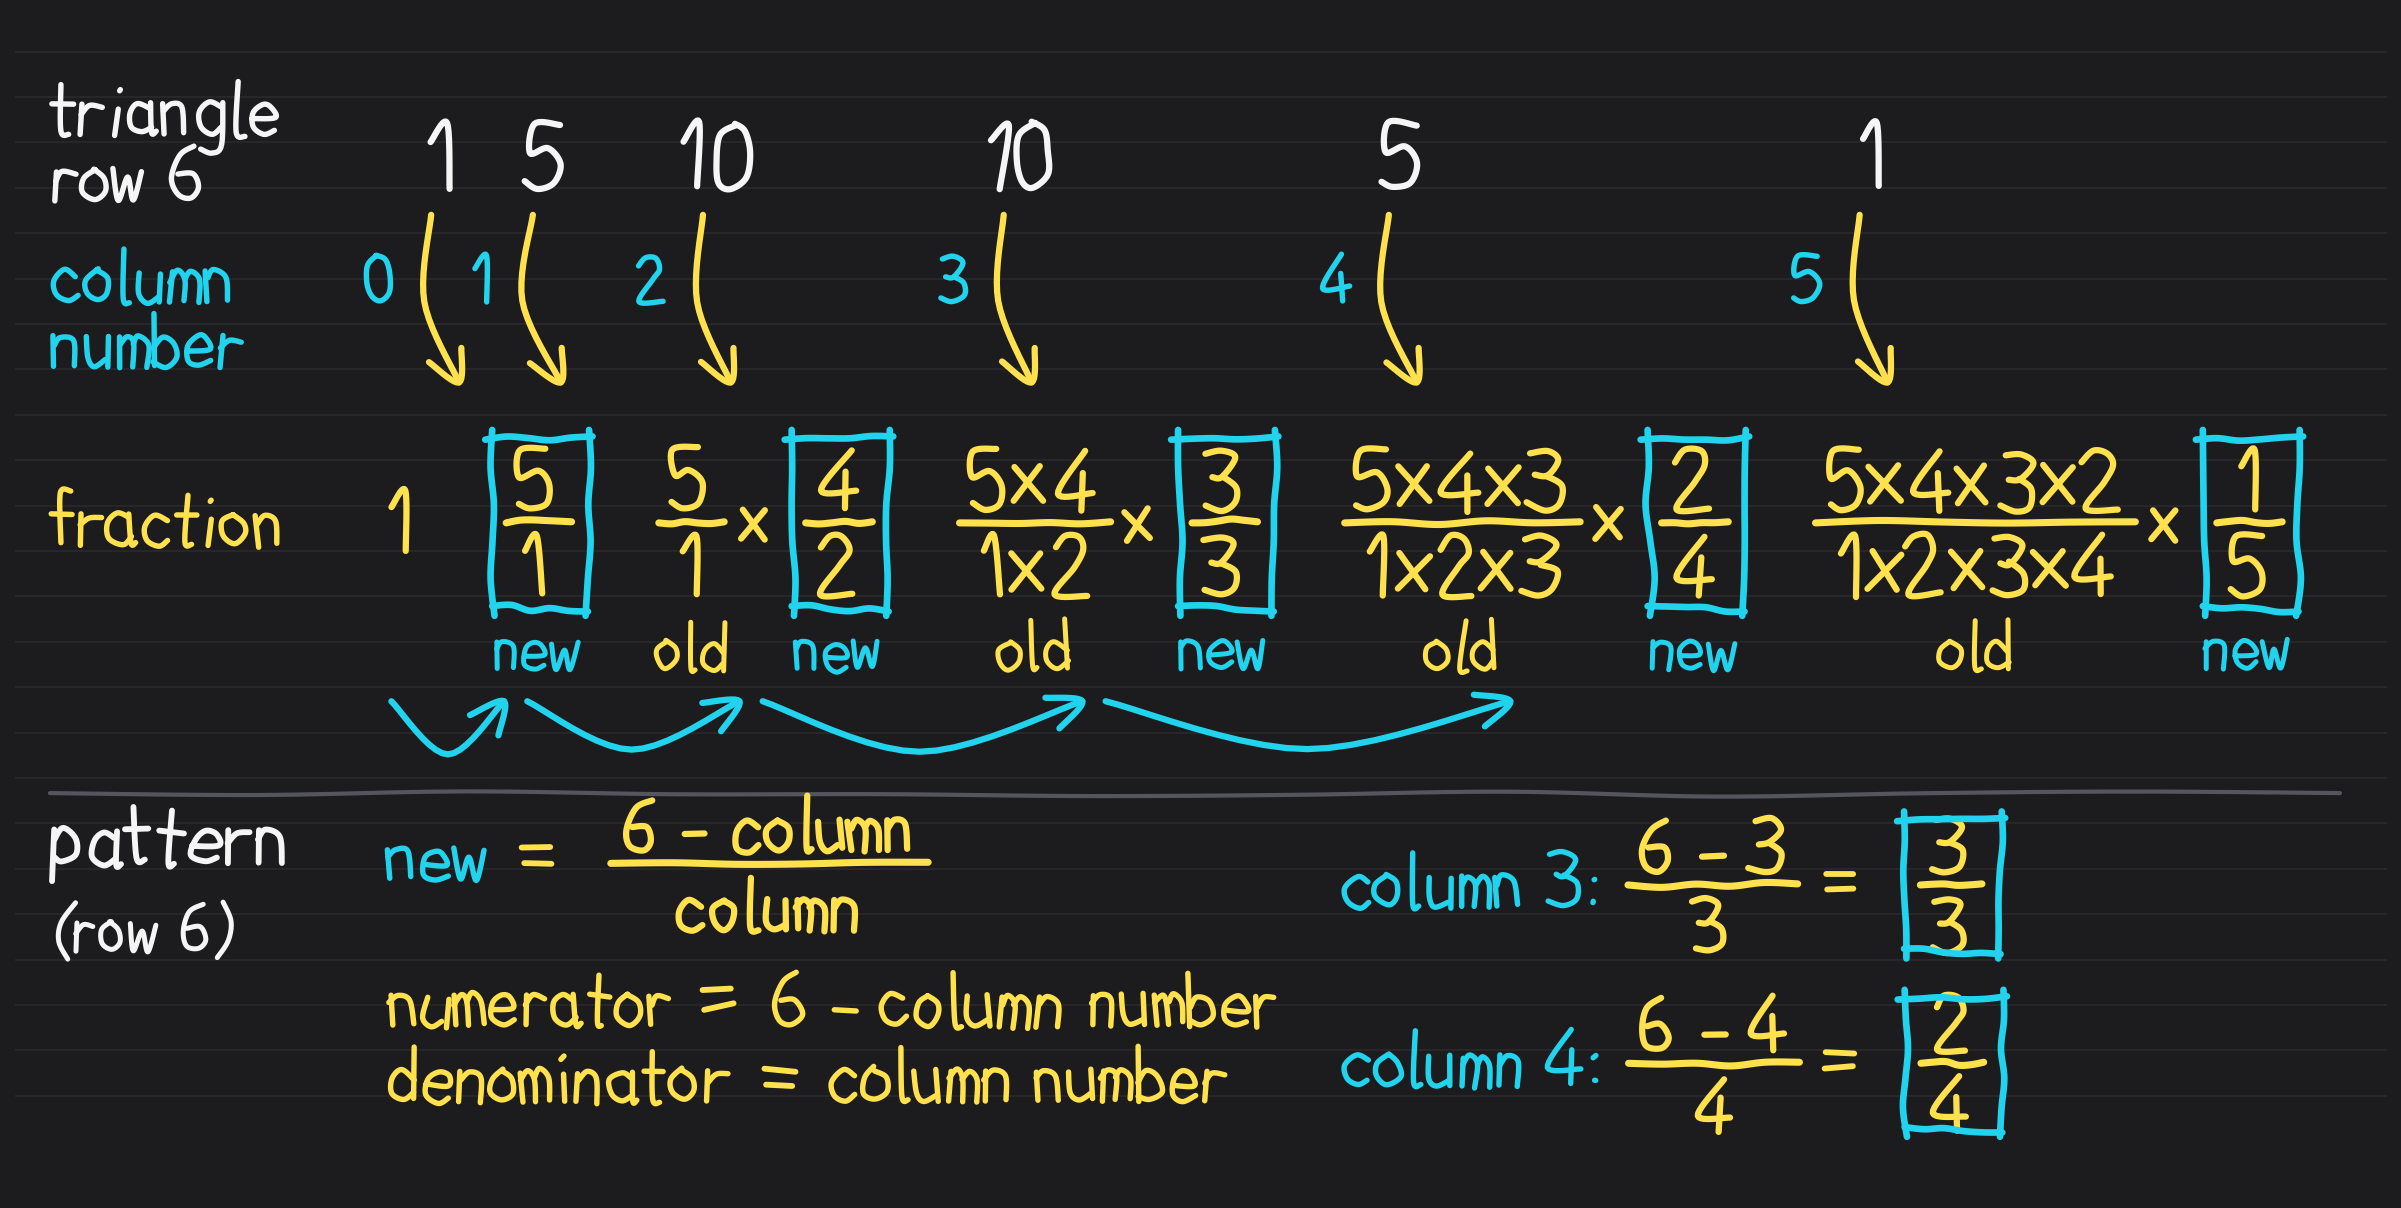 triangle
row 6
1 5 10 10 5 1
column
number
0 1 2 3 4 5
fraction
1 5/1 5/1 x 4/2 5x4/1x2 x 3/3 5x4x3/1x2x3 x 2/4 5x4x3x2/1x2x3x4 x 1/5
new old new old new old new old new
pattern
(row 6)
new = 6 - column/column
numerator = 6 - column number
denominator = column number
column 3: 6 - 3/3 = 3/3
column 4: 6 - 4/4 = 2/4